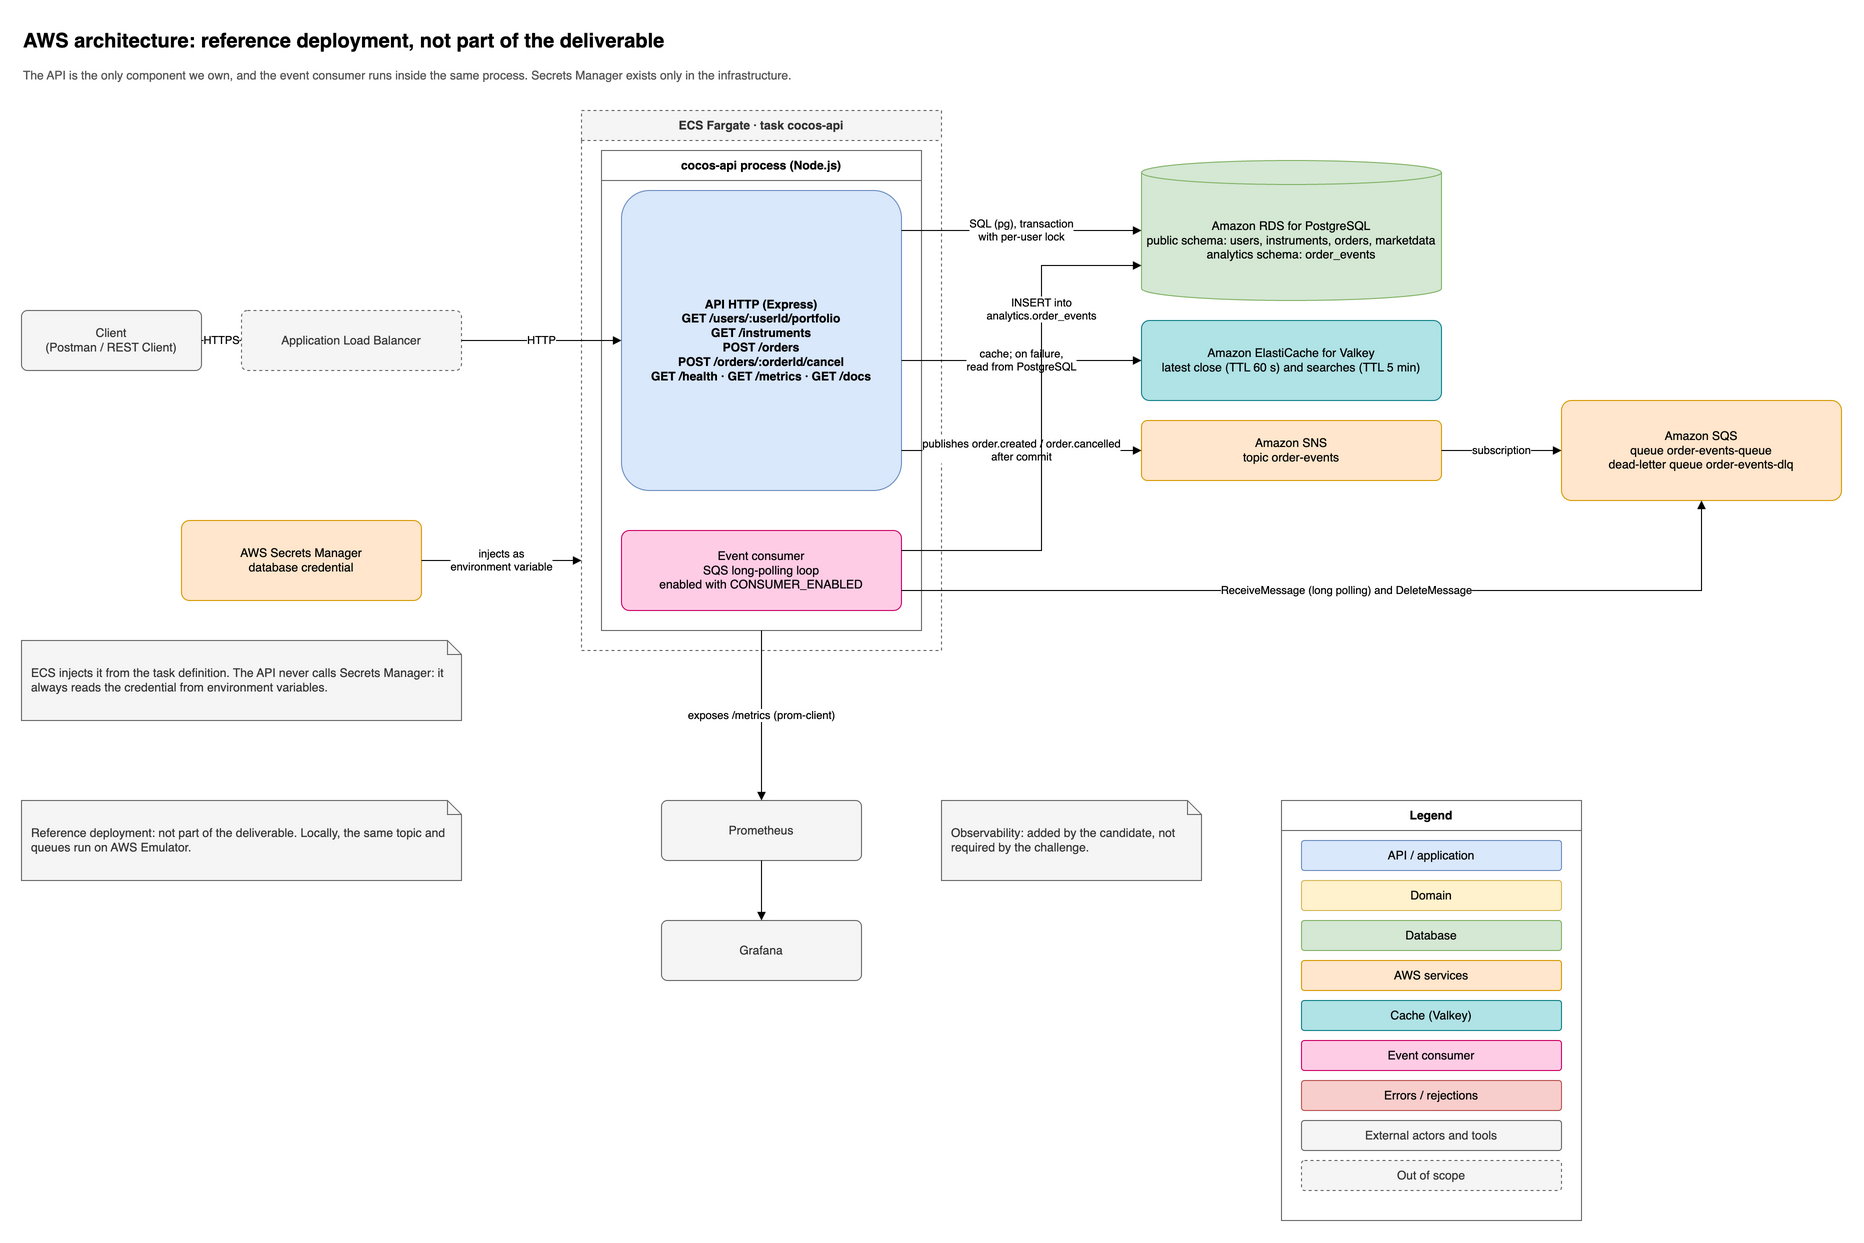 AWS architecture: reference deployment, not part of the deliverable
The API is the only component we own, and the event consumer runs inside the same process. Secrets Manager exists only in the infrastructure.
ECS Fargate · task cocos-api
cocos-api process (Node.js)
API HTTP (Express)
GET /users/:userId/portfolio
GET /instruments
POST /orders
POST /orders/:orderId/cancel
GET /health · GET /metrics · GET /docs
Client
(Postman / REST Client)
HTTPS
Application Load Balancer
HTTP
SQL (pg), transaction
with per-user lock
Amazon RDS for PostgreSQL
public schema: users, instruments, orders, marketdata
analytics schema: order_events
INSERT into
analytics.order_events
cache; on failure,
read from PostgreSQL
Amazon ElastiCache for Valkey
latest close (TTL 60 s) and searches (TTL 5 min)
publishes order.created / order.cancelled
after commit
Amazon SNS
topic order-events
subscription
Amazon SQS
queue order-events-queue
dead-letter queue order-events-dlq
AWS Secrets Manager
database credential
injects as
environment variable
Event consumer
SQS long-polling loop
enabled with CONSUMER_ENABLED
ReceiveMessage (long polling) and DeleteMessage
ECS injects it from the task definition. The API never calls Secrets Manager: it
always reads the credential from environment variables.
exposes /metrics (prom-client)
Reference deployment: not part of the deliverable. Locally, the same topic and
queues run on AWS Emulator.
Prometheus
Grafana
Observability: added by the candidate, not
required by the challenge.
Legend
API / application
Domain
Database
AWS services
Cache (Valkey)
Event consumer
Errors / rejections
External actors and tools
Out of scope